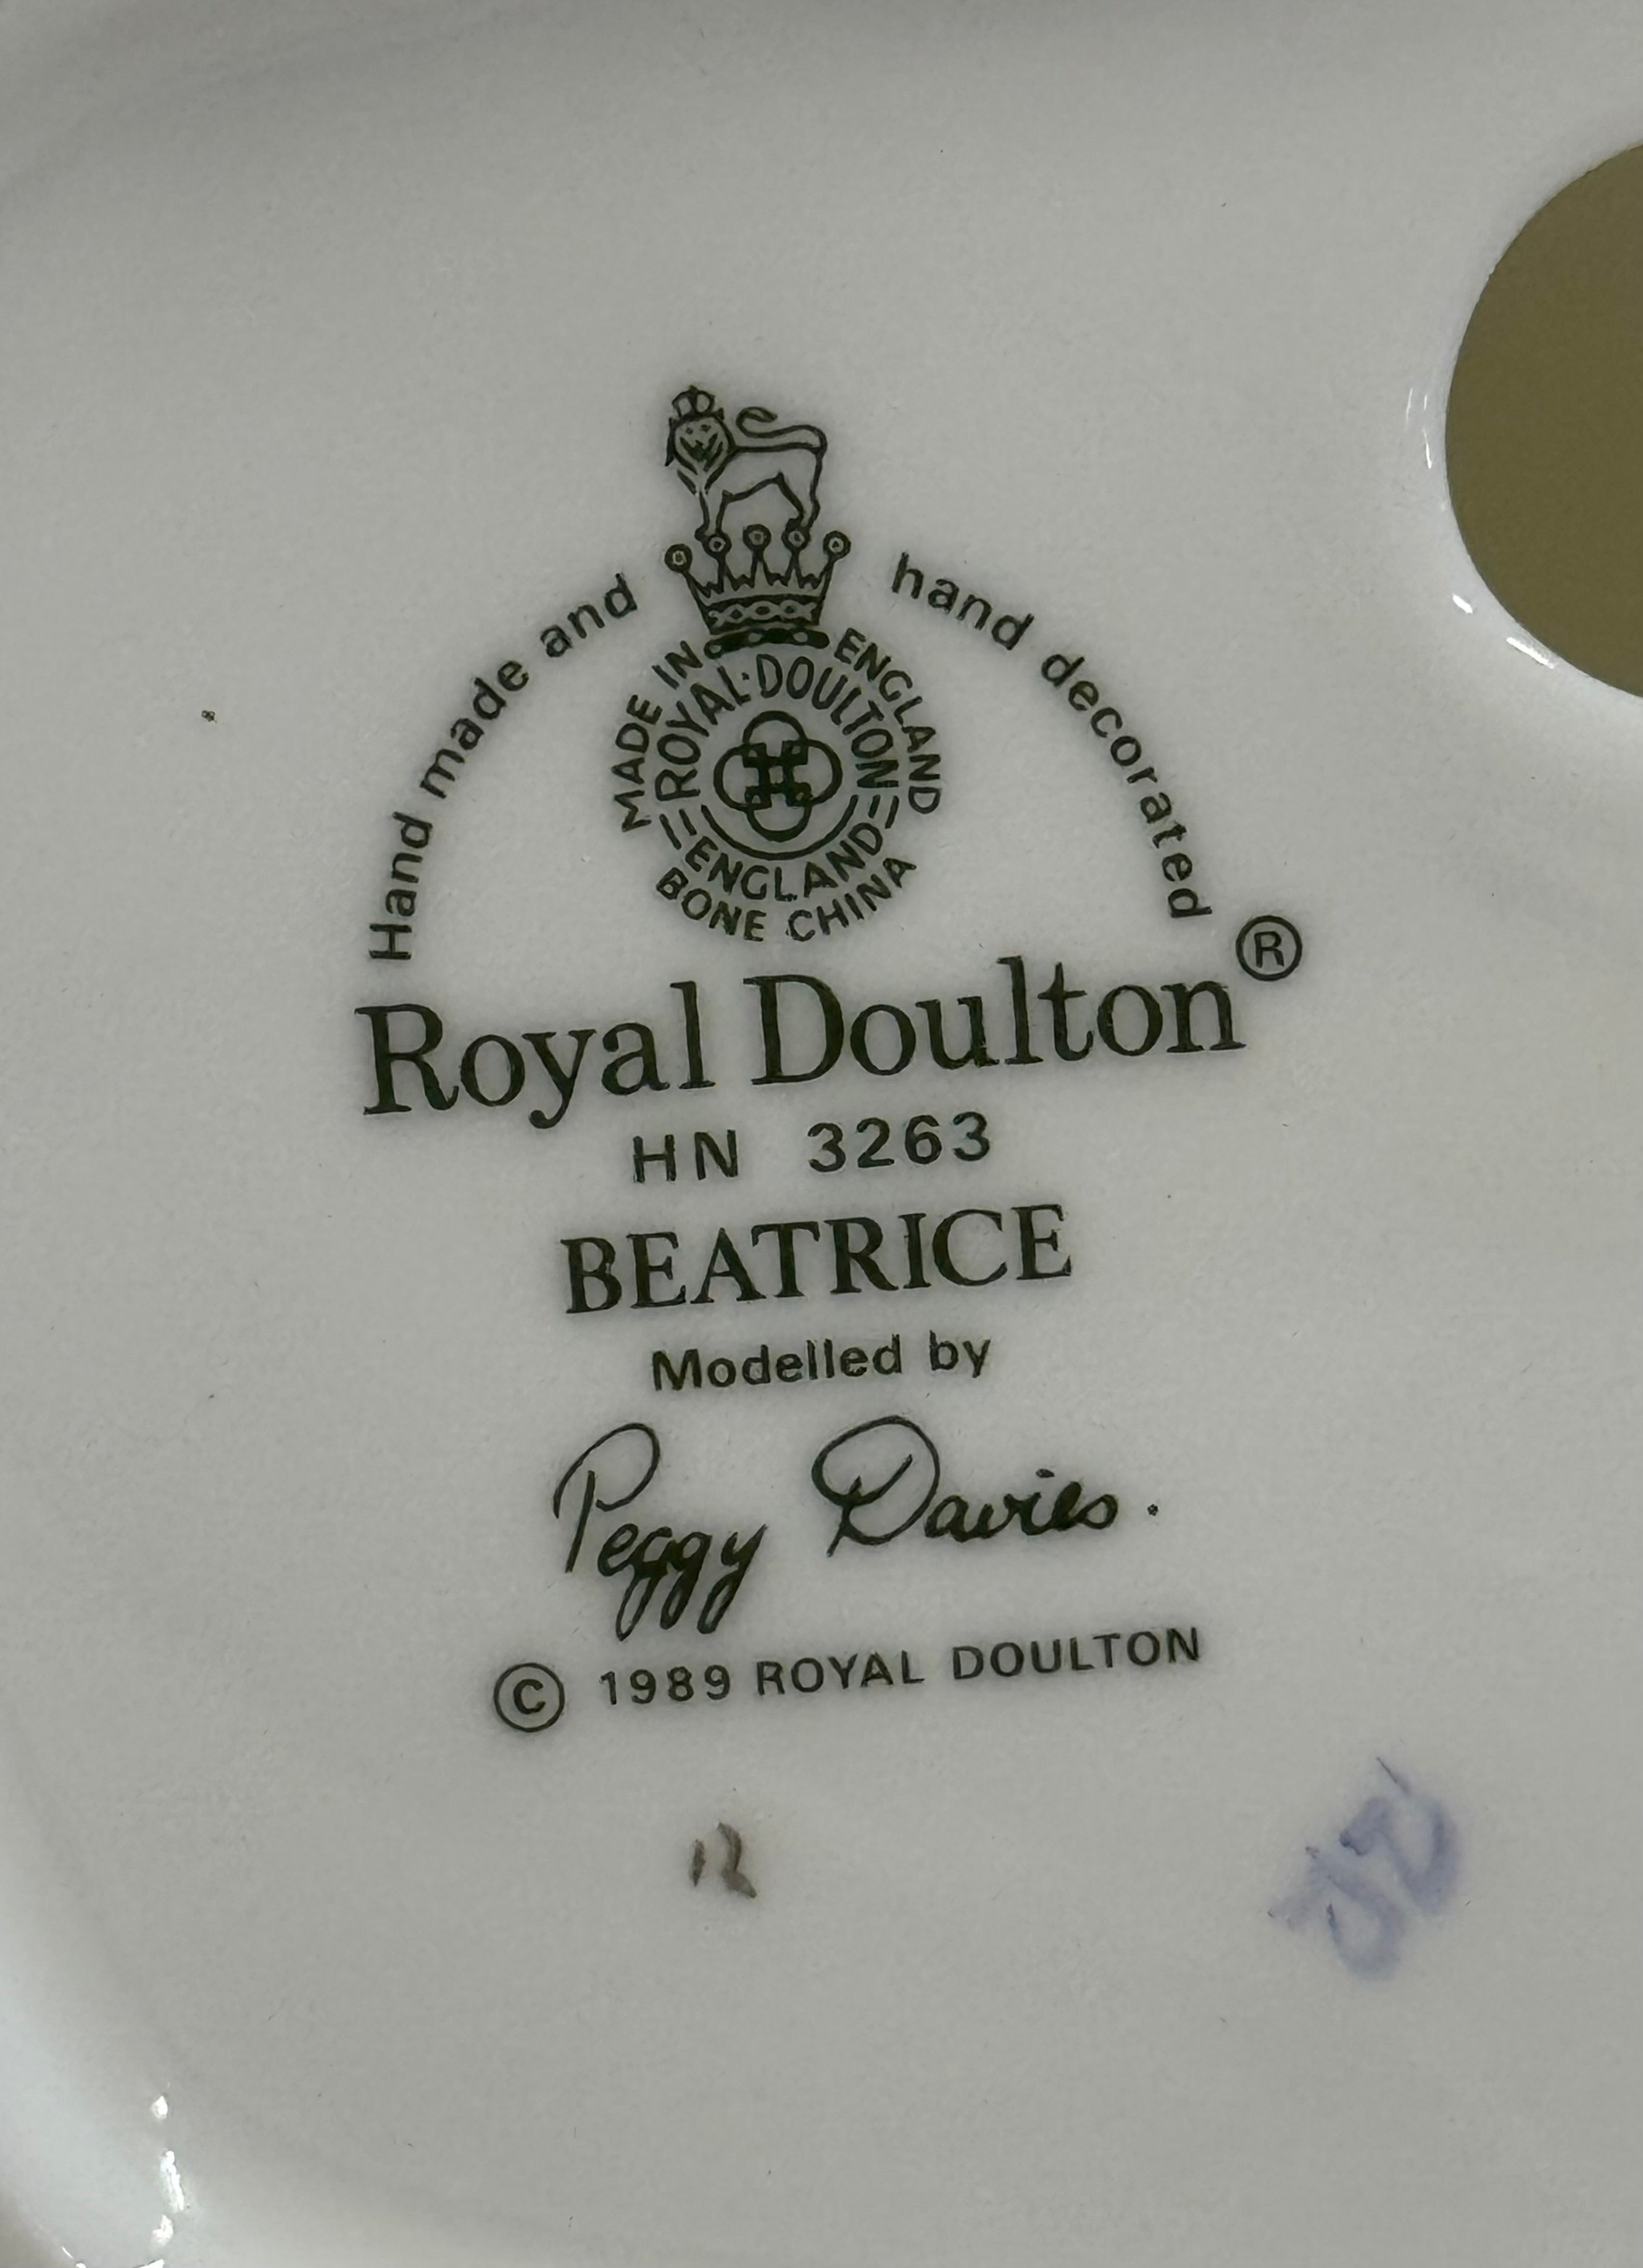 Hand made and hand decorated
MADE IN ENGLAND
ROYAL·DOULTON
ENGLAND
BONE CHINA
Royal Doulton®
HN 3263
BEATRICE
Modelled by
Peggy Davies.
© 1989 ROYAL DOULTON
12